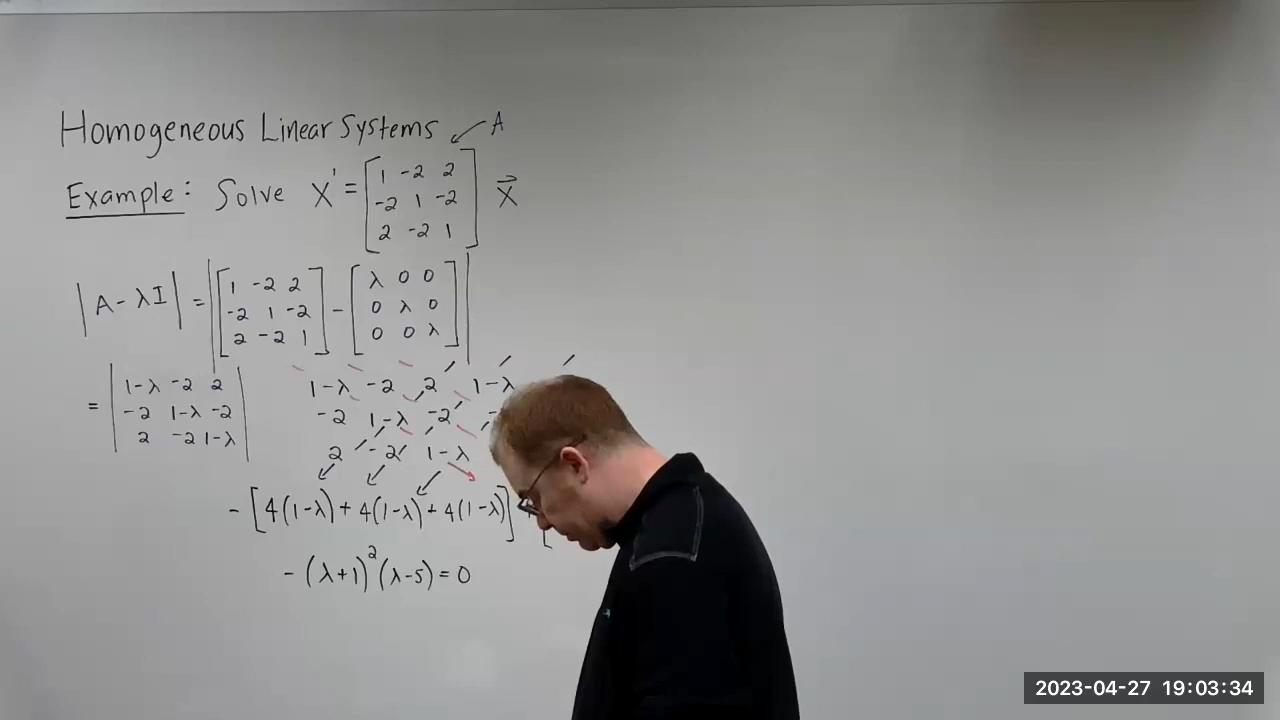 Homogeneous Linear Systems
A
Example: Solve X' = [1 -2 2
-2 1 -2
2 -2 1] X⃗
|A - λI| = |[1 -2 2 - [λ 0 0
-2 1 -2 0 λ 0
2 -2 1] 0 0 λ]|
= |1-λ -2 2 1-λ -2 2 1-λ
-2 1-λ -2 -2 1-λ -2
2 -2 1-λ| 2 -2 1-λ
- [4(1-λ) + 4(1-λ) + 4(1-λ)]
- (λ+1)²(λ-5) = 0
2023-04-27 19:03:34